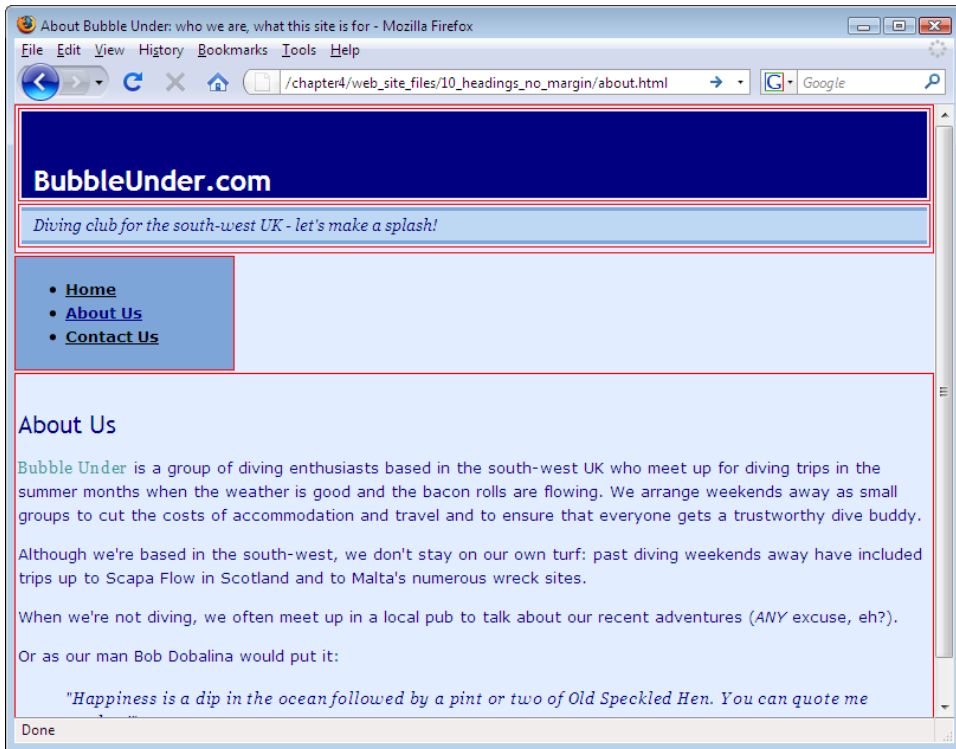 About Bubble Under: who we are, what this site is for - Mozilla Firefox
File Edit View History Bookmarks Tools Help
/chapter4/web_site_files/10_headings_no_margin/about.html
G Google
BubbleUnder.com
Diving club for the south-west UK - let's make a splash!
Home
About Us
Contact Us
About Us
Bubble Under is a group of diving enthusiasts based in the south-west UK who meet up for diving trips in the
summer months when the weather is good and the bacon rolls are flowing. We arrange weekends away as small
groups to cut the costs of accommodation and travel and to ensure that everyone gets a trustworthy dive buddy.
Although we're based in the south-west, we don't stay on our own turf: past diving weekends away have included
trips up to Scapa Flow in Scotland and to Malta's numerous wreck sites.
When we're not diving, we often meet up in a local pub to talk about our recent adventures (ANY excuse, eh?).
Or as our man Bob Dobalina would put it:
"Happiness is a dip in the ocean followed by a pint or two of Old Speckled Hen. You can quote me
Done